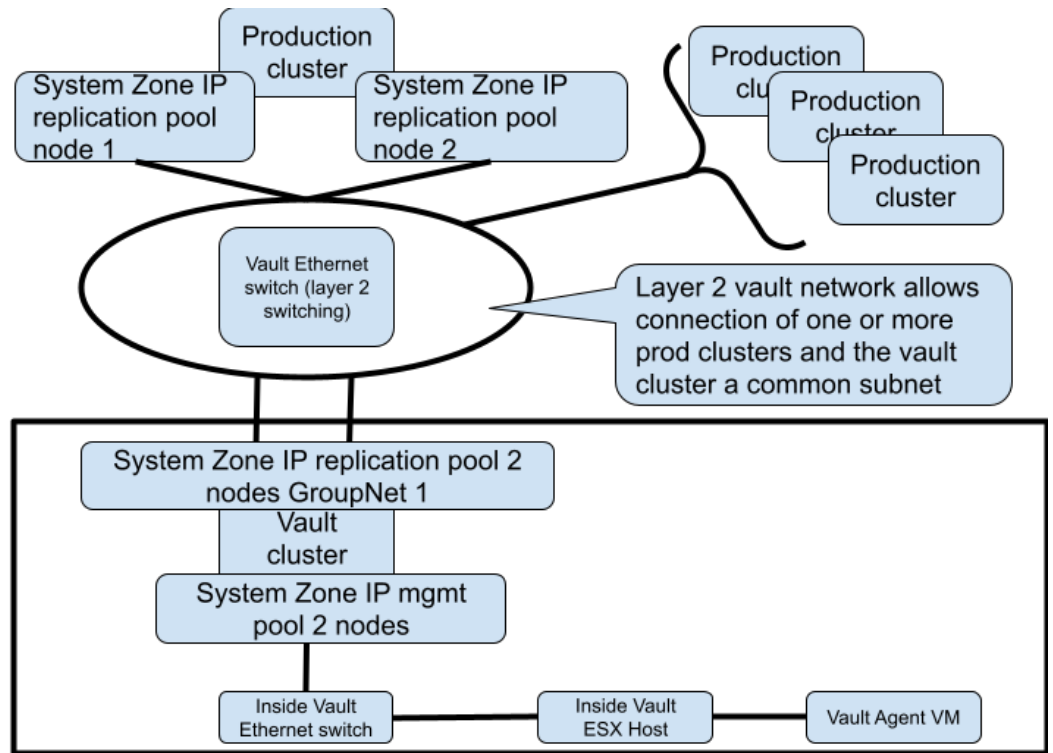 Production
cluster
System Zone IP
replication pool
node 1
System Zone IP
replication pool
node 2
Production
Production
Production
cluster
Vault Ethernet
switch (layer 2
switching)
Layer 2 vault network allows
connection of one or more
prod clusters and the vault
cluster a common subnet
System Zone IP replication pool 2
nodes GroupNet 1
Vault
cluster
System Zone IP mgmt
pool 2 nodes
Inside Vault
Ethernet switch
Inside Vault
ESX Host
Vault Agent VM